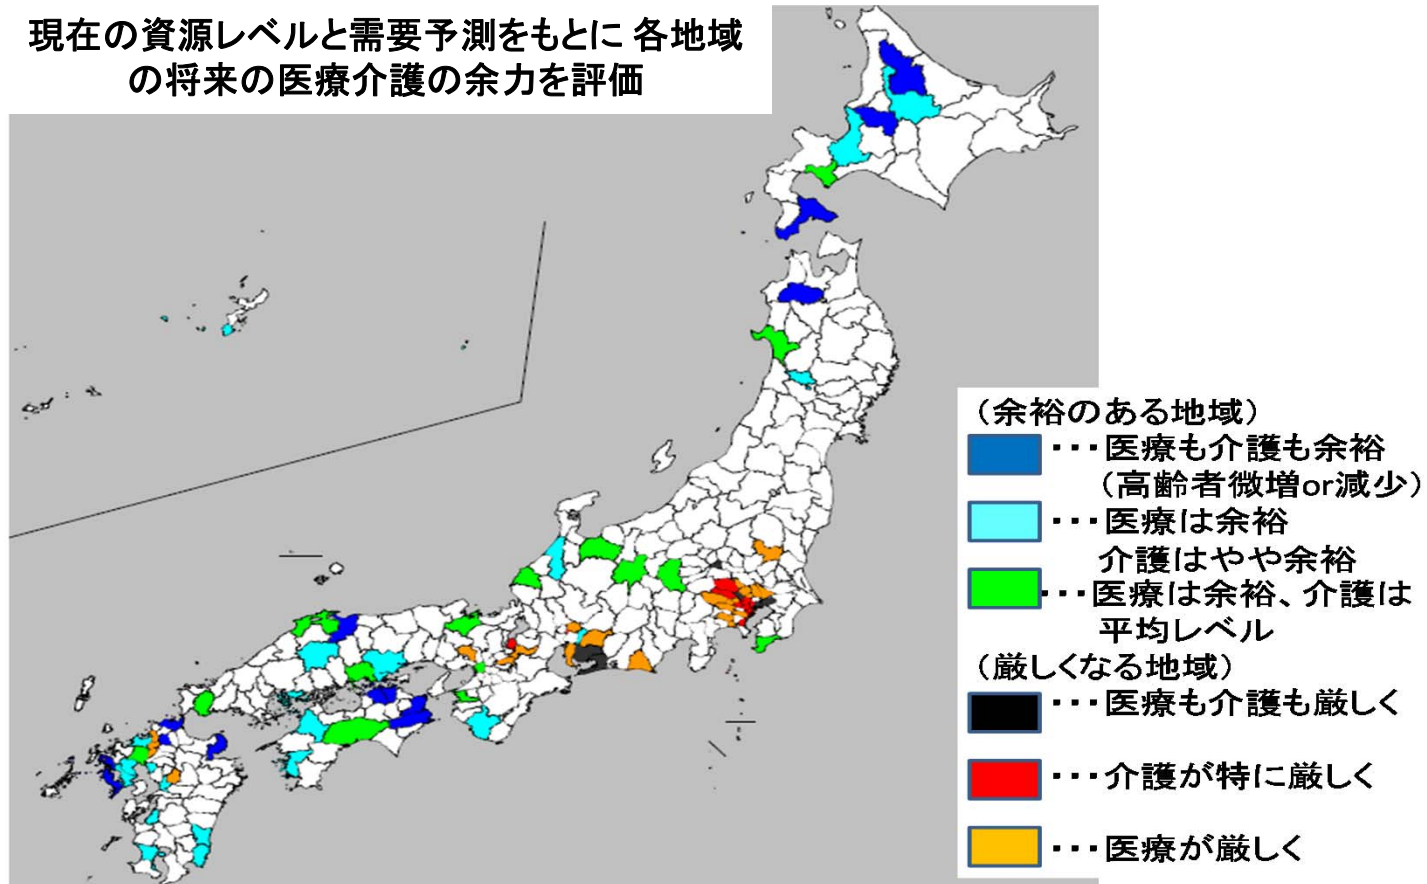 現在の資源レベルと需要予測をもとに 各地域
の将来の医療介護の余力を評価
（余裕のある地域）
・・・医療も介護も余裕
（高齢者微増or減少）
・・・医療は余裕
介護はやや余裕
・・・医療は余裕、介護は
平均レベル
（厳しくなる地域）
・・・医療も介護も厳しく
・・・介護が特に厳しく
・・・医療が厳しく